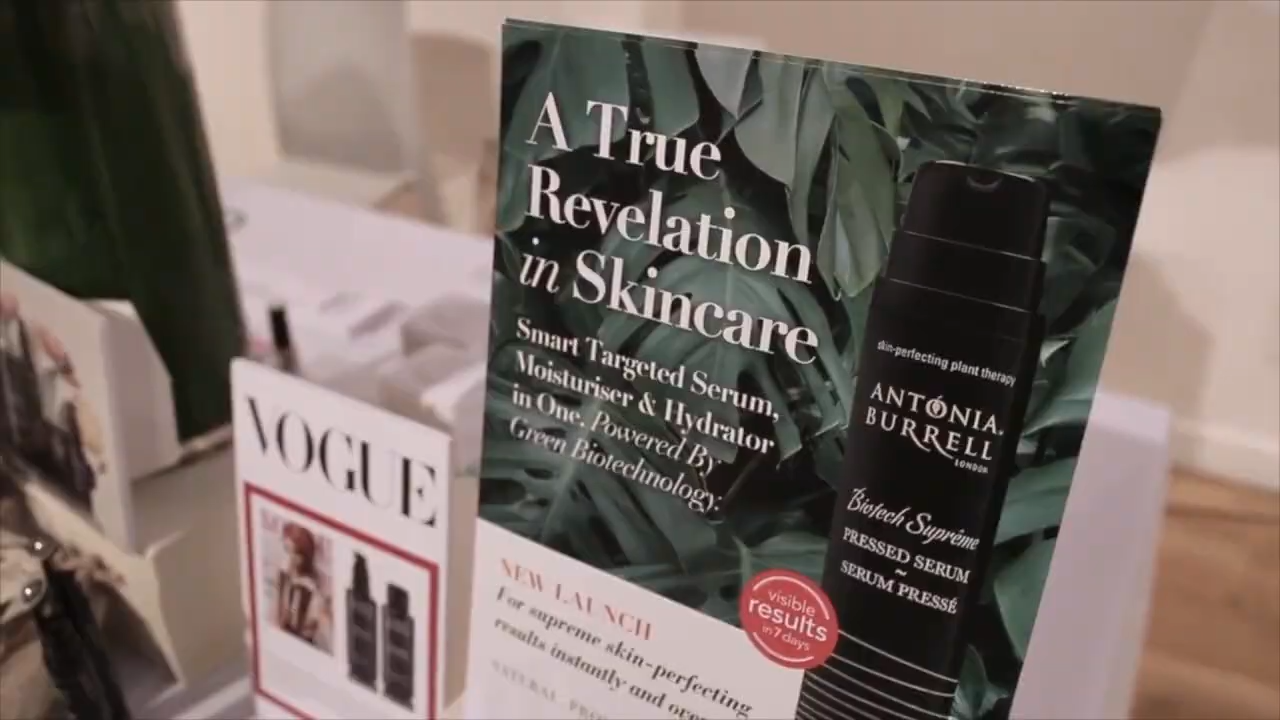 A True
Revelation
in Skincare
Smart Targeted Serum,
Moisturiser & Hydrator
in One. Powered By
Green Biotechnology.
NEW LAUNCH
For supreme skin-perfecting
results instantly and over
NATURAL
visible
results
in 7 days
skin-perfecting plant therapy
ANTONIA
BURRELL
LONDON
Biotech Suprême
PRESSED SERUM
~
SERUM PRESSÉ
VOGUE